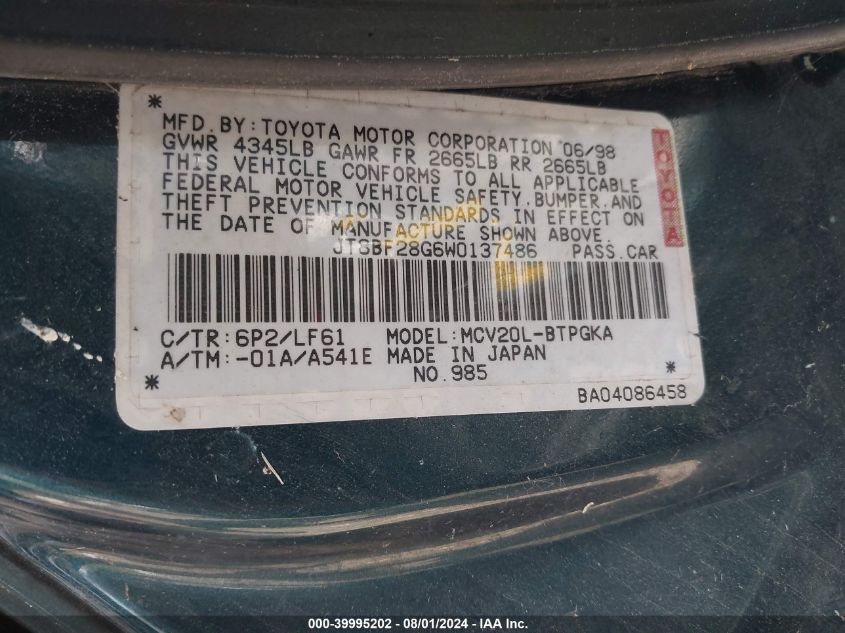 MFD. BY: TOYOTA MOTOR CORPORATION 06/98
GVWR 4345LB GAWR FR 2665LB RR 2665LB
THIS VEHICLE CONFORMS TO ALL APPLICABLE
FEDERAL MOTOR VEHICLE SAFETY, BUMPER, AND
THEFT PREVENTION STANDARDS IN EFFECT ON
THE DATE OF MANUFACTURE SHOWN ABOVE.
JTSBF28G6W0137486 PASS. CAR
TOYOTA
C/TR: 6P2/LF61 MODEL: MCV20L-BTPGKA
A/TM: -01A/A541E MADE IN JAPAN
NO. 985
BA04086458
000-39995202 - 08/01/2024 - IAA Inc.